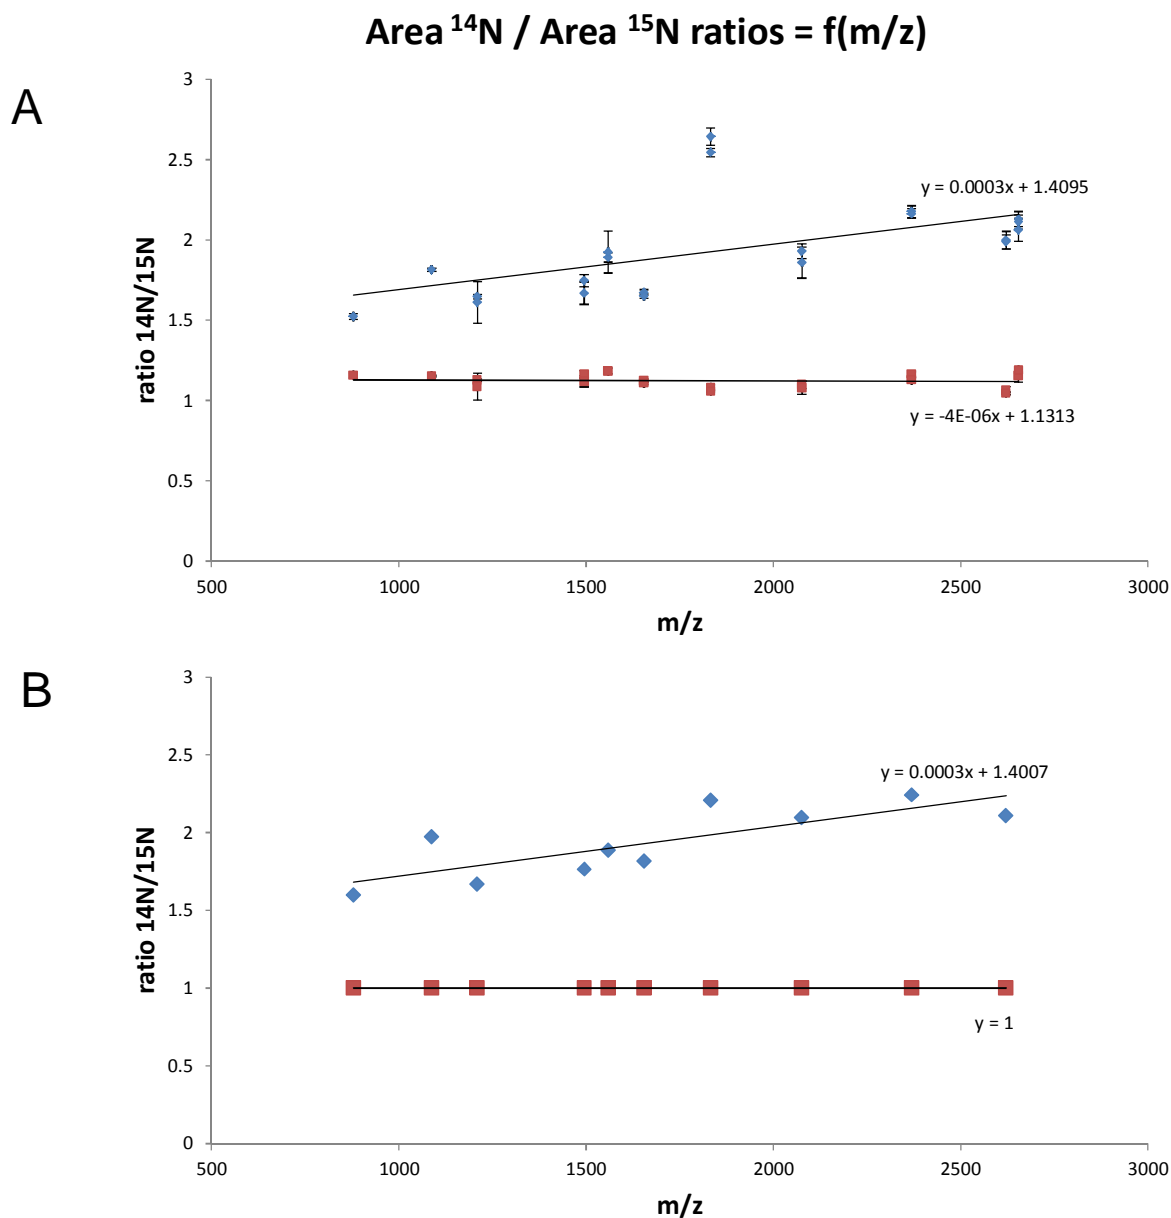 Area ¹⁴N / Area ¹⁵N ratios = f(m/z)
A
3
2.5
2
1.5
1
0.5
0
ratio 14N/15N
y = 0.0003x + 1.4095
y = -4E-06x + 1.1313
500 1000 1500 2000 2500 3000
m/z
B
3
2.5
2
1.5
1
0.5
0
ratio 14N/15N
y = 0.0003x + 1.4007
y = 1
500 1000 1500 2000 2500 3000
m/z